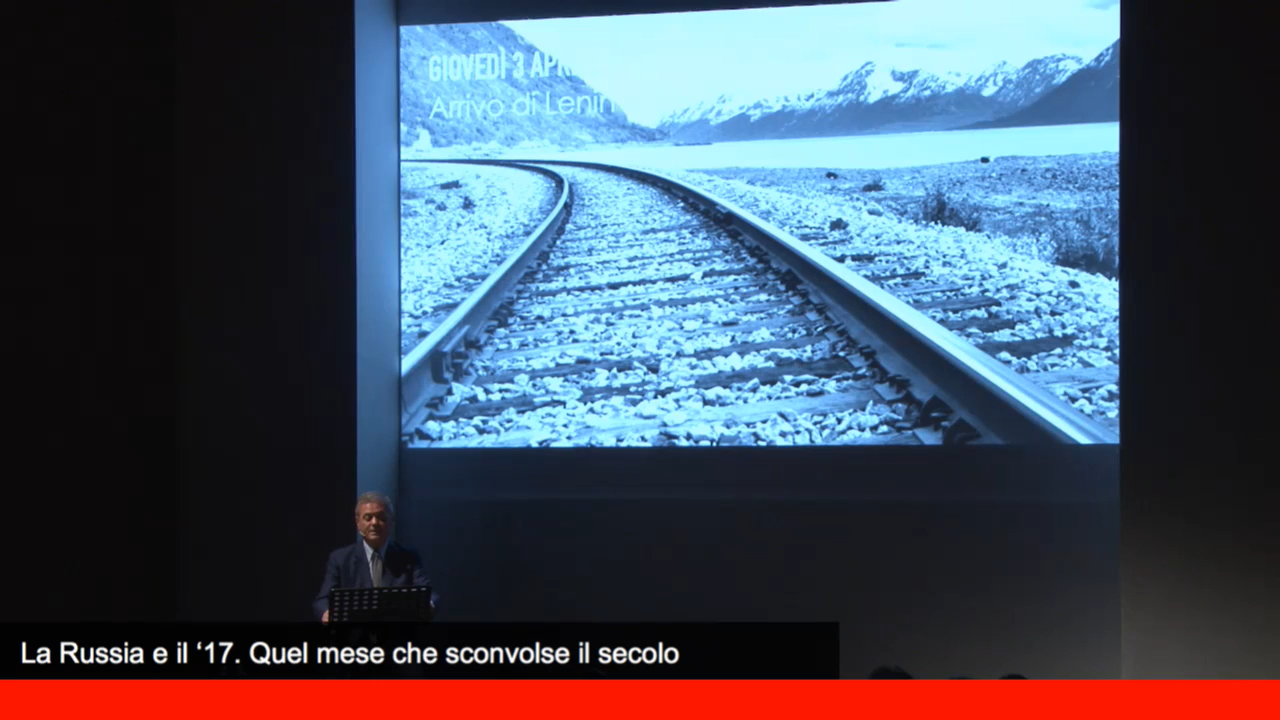 GIOVEDÌ 3
Arrivo di Lenin
La Russia e il ‘17. Quel mese che sconvolse il secolo